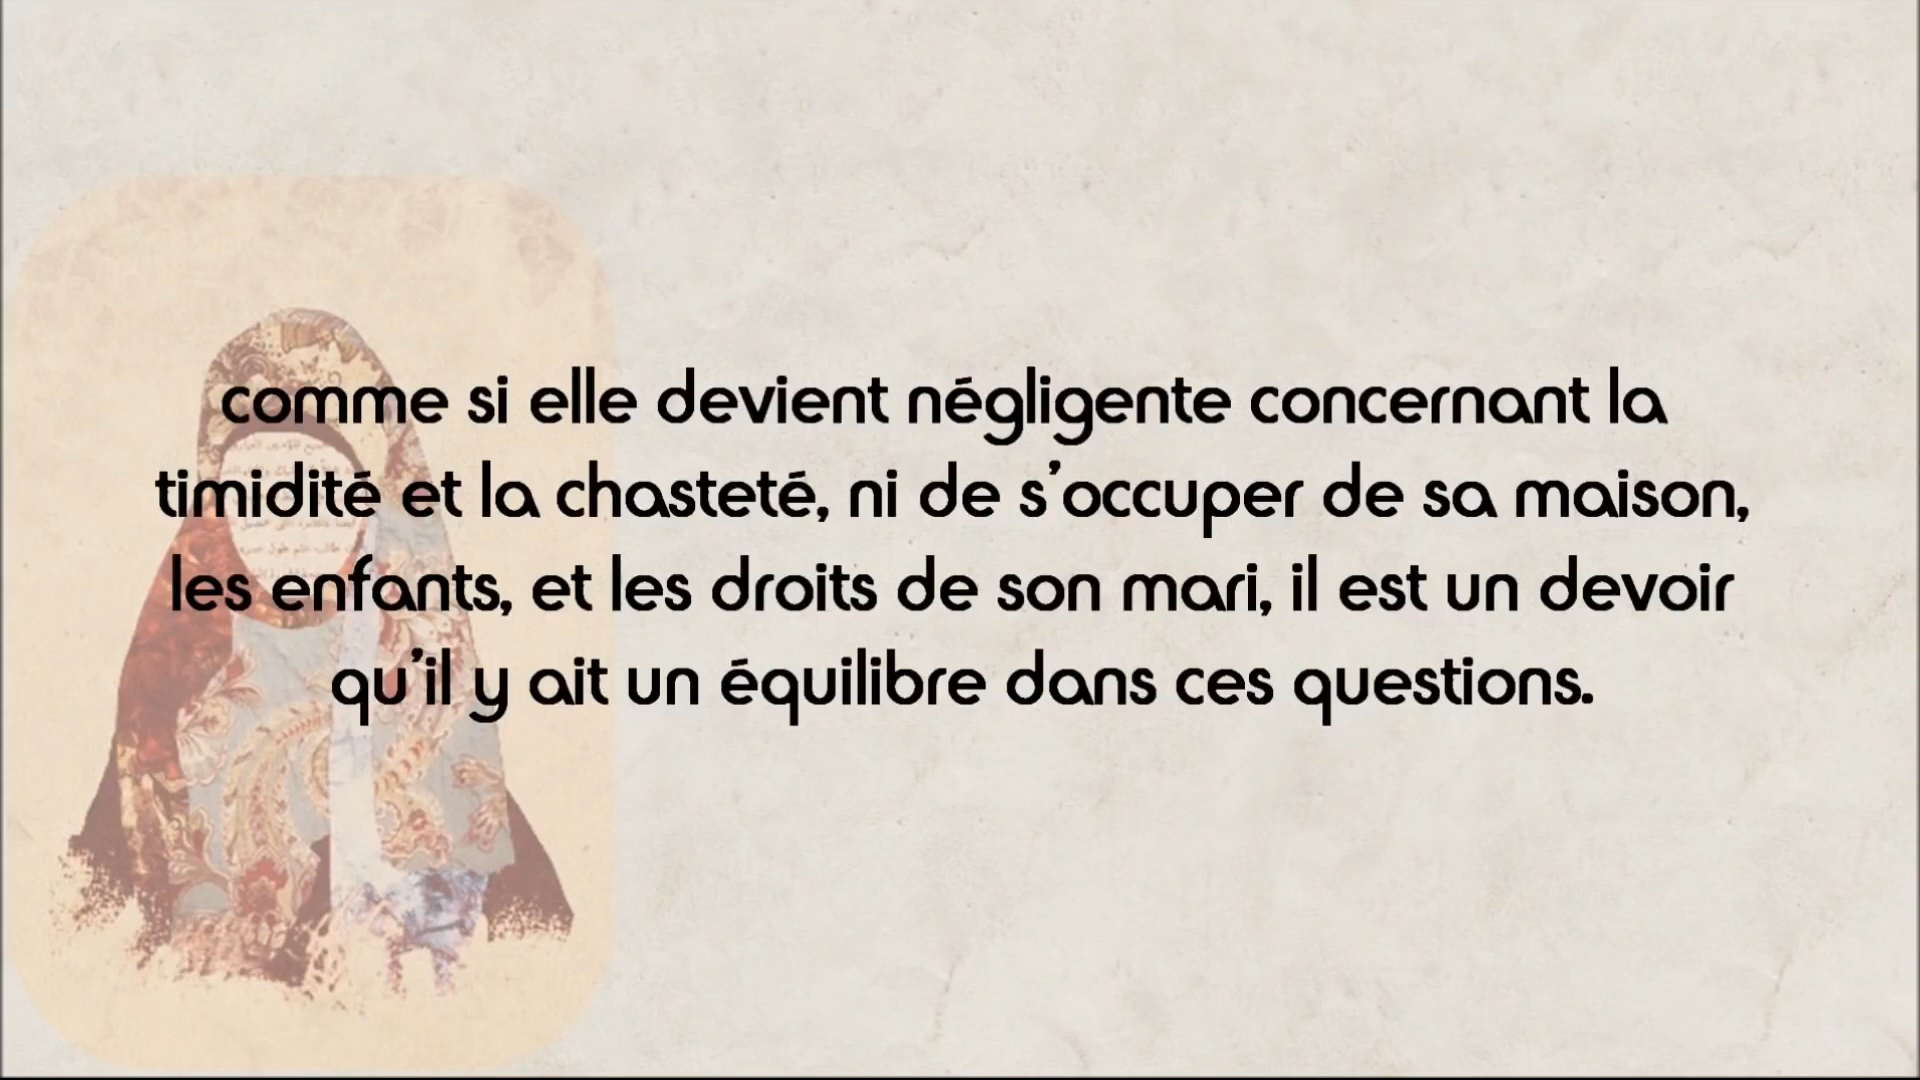 comme si elle devient négligente concernant la
timidité et la chasteté, ni de s'occuper de sa maison,
les enfants, et les droits de son mari, il est un devoir
qu'il y ait un équilibre dans ces questions.